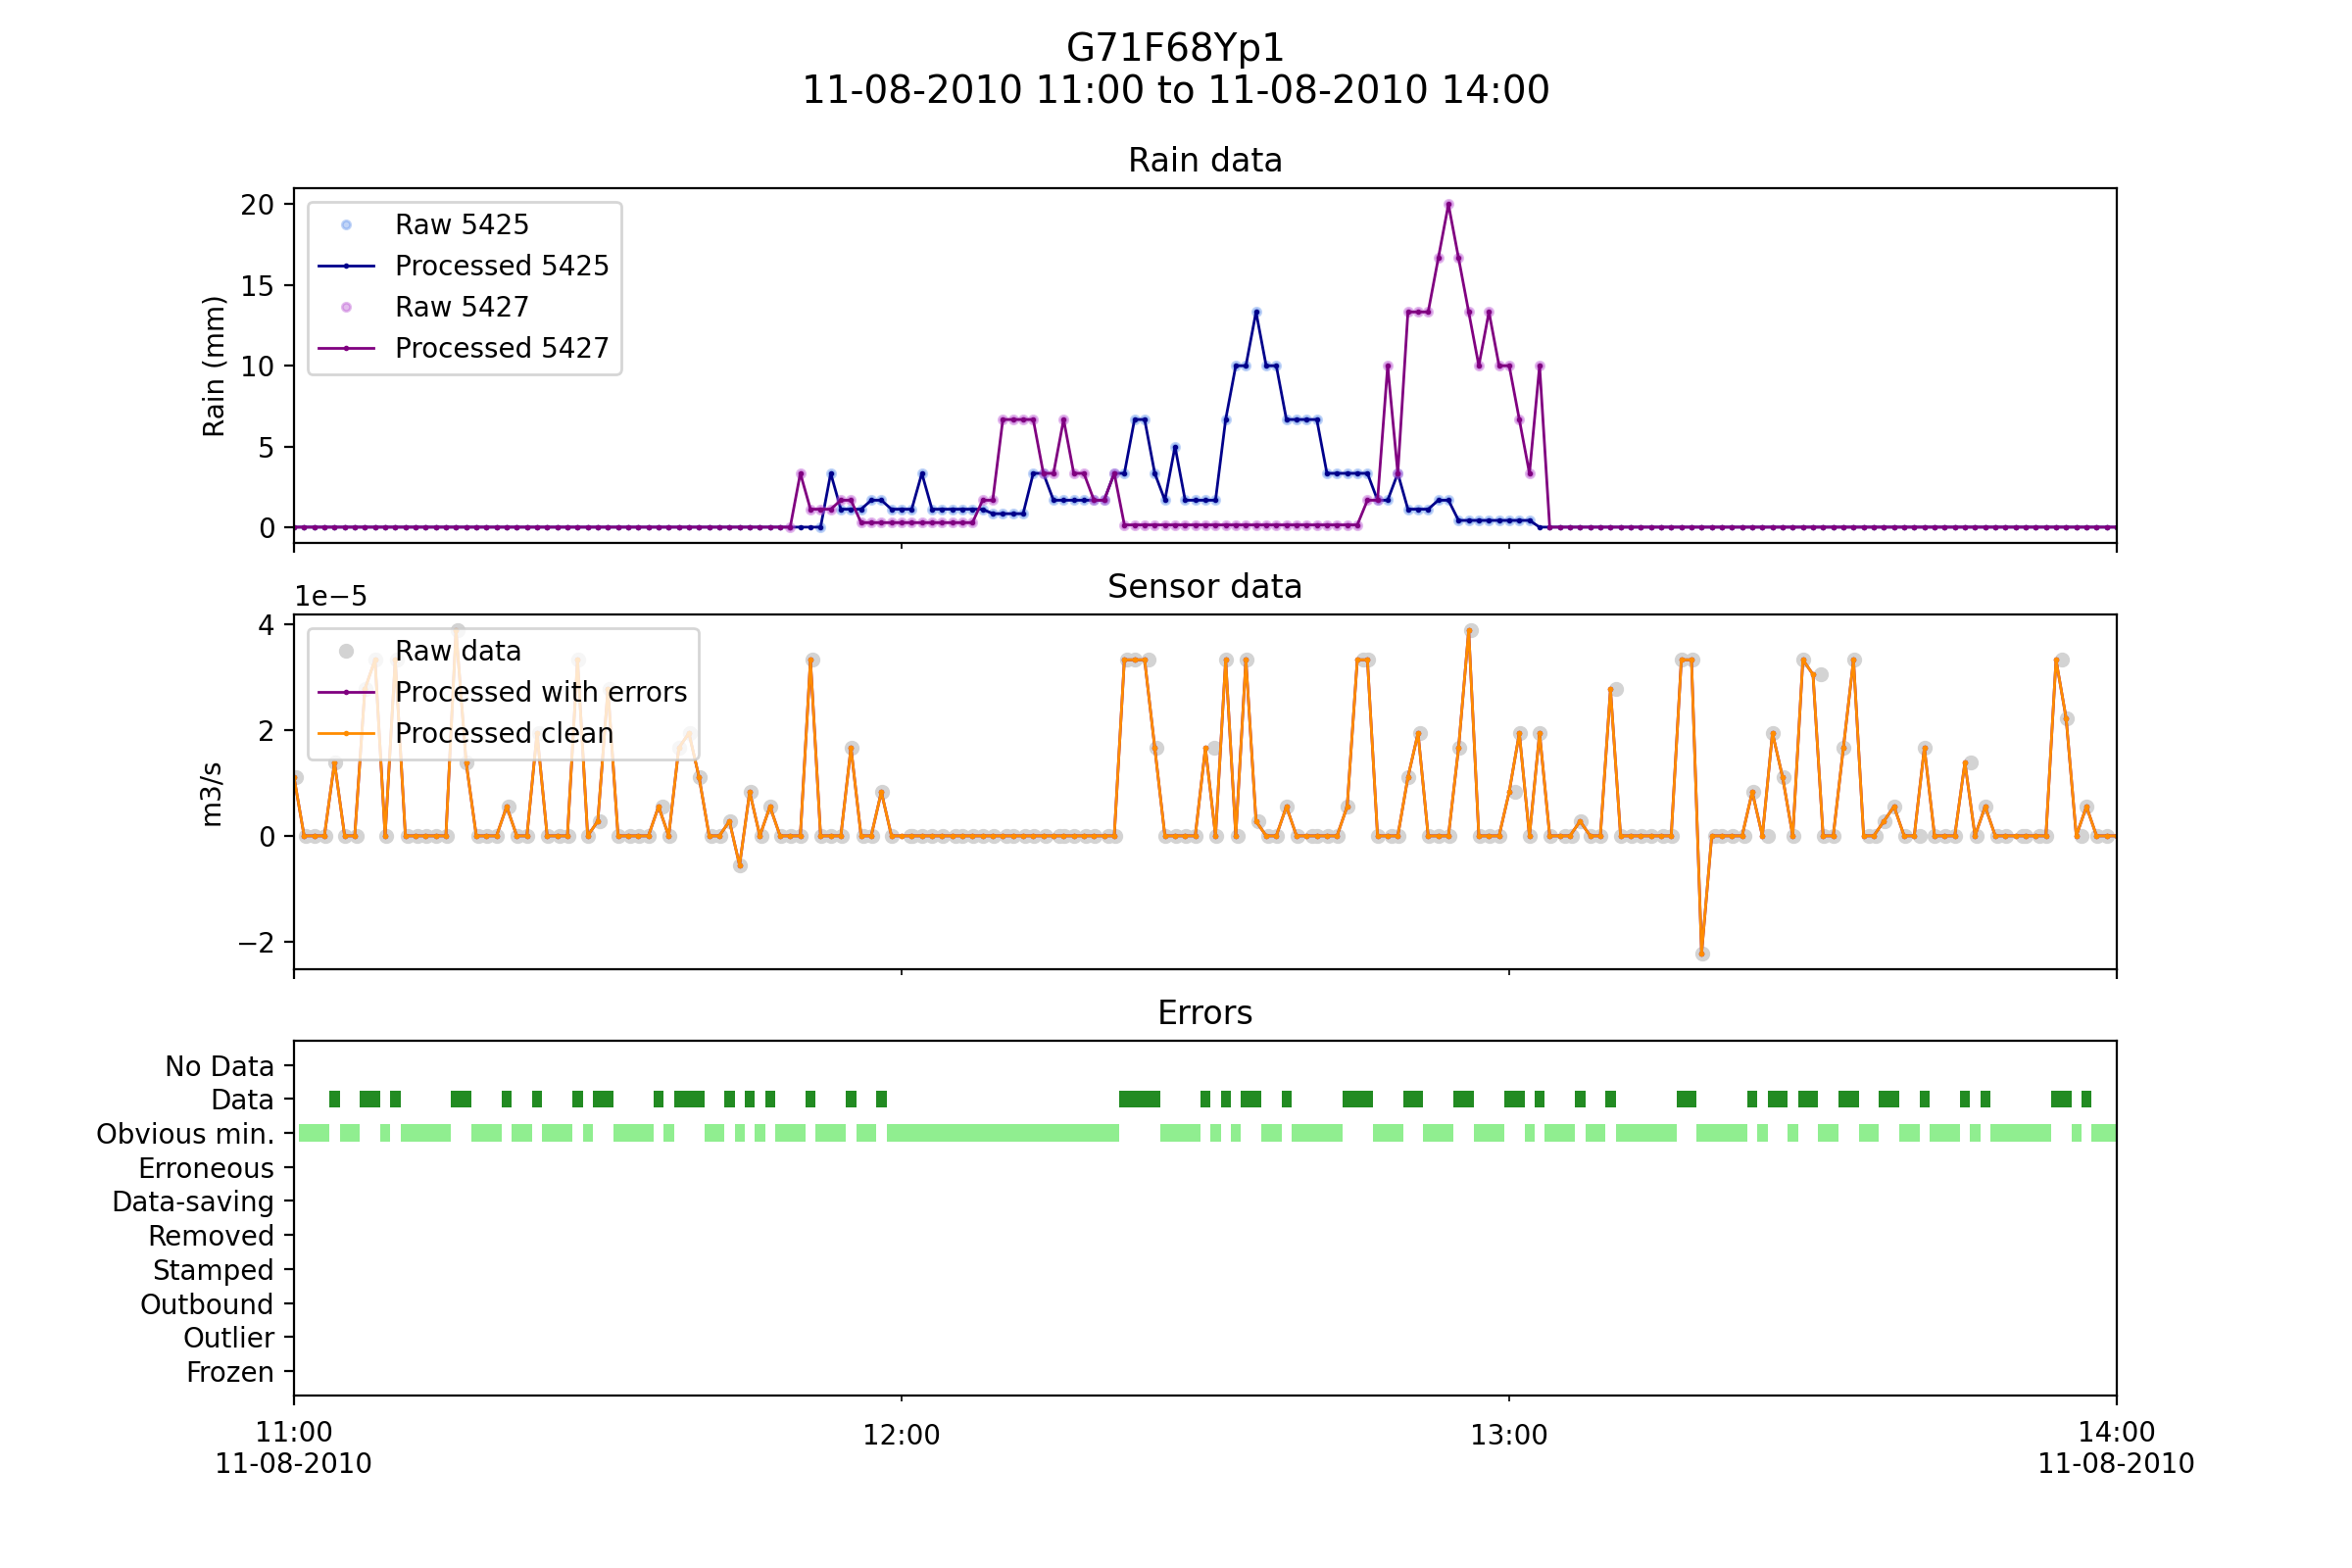 G71F68Yp1
11-08-2010 11:00 to 11-08-2010 14:00
Rain data
20
15
10
5
0
Rain (mm)
Raw 5425
Processed 5425
Raw 5427
Processed 5427
Sensor data
1e−5
4
2
0
−2
m3/s
Raw data
Processed with errors
Processed clean
Errors
No Data
Data
Obvious min.
Erroneous
Data-saving
Removed
Stamped
Outbound
Outlier
Frozen
11:00
11-08-2010
12:00
13:00
14:00
11-08-2010